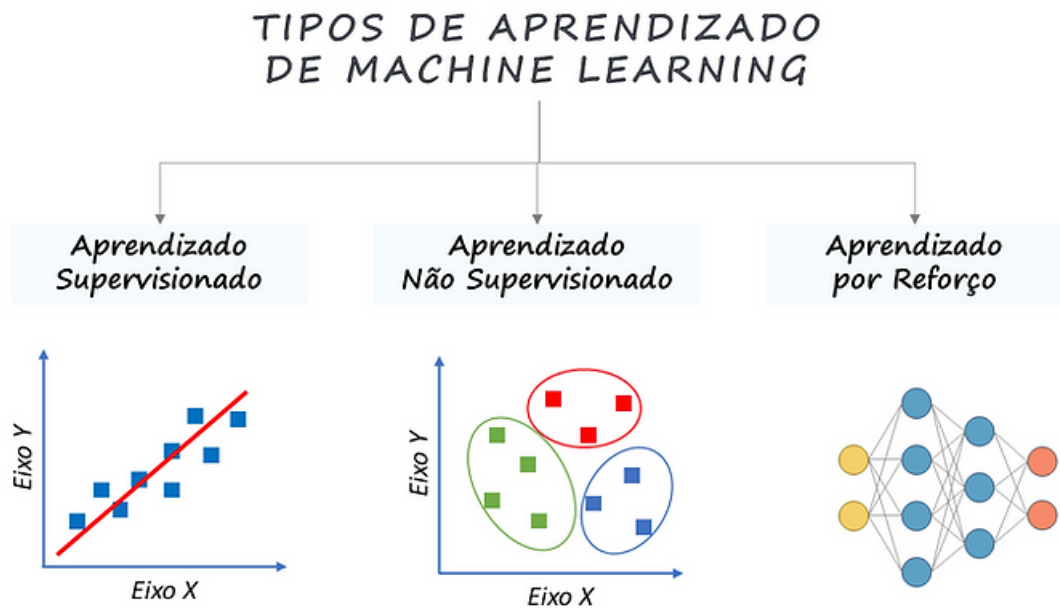 TIPOS DE APRENDIZADO
DE MACHINE LEARNING
Aprendizado
Supervisionado
Aprendizado
Não Supervisionado
Aprendizado
por Reforço
Eixo Y
Eixo X
Eixo Y
Eixo X